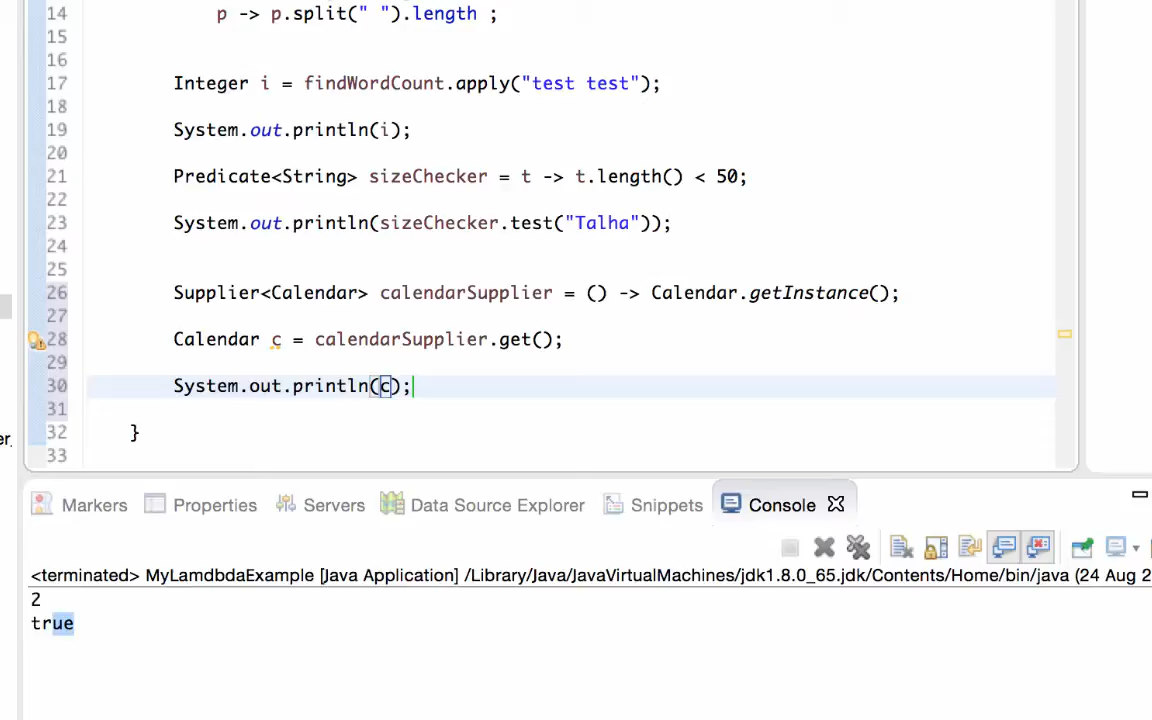 14 p -> p.split(" ").length ;
15
16
17 Integer i = findWordCount.apply("test test");
18
19 System.out.println(i);
20
21 Predicate<String> sizeChecker = t -> t.length() < 50;
22
23 System.out.println(sizeChecker.test("Talha"));
24
25
26 Supplier<Calendar> calendarSupplier = () -> Calendar.getInstance();
27
28 Calendar c = calendarSupplier.get();
29
30 System.out.println(c);
31
32 }
33
er,
Markers Properties Servers Data Source Explorer Snippets Console
<terminated> MyLamdbdaExample [Java Application] /Library/Java/JavaVirtualMachines/jdk1.8.0_65.jdk/Contents/Home/bin/java (24 Aug 2
2
true